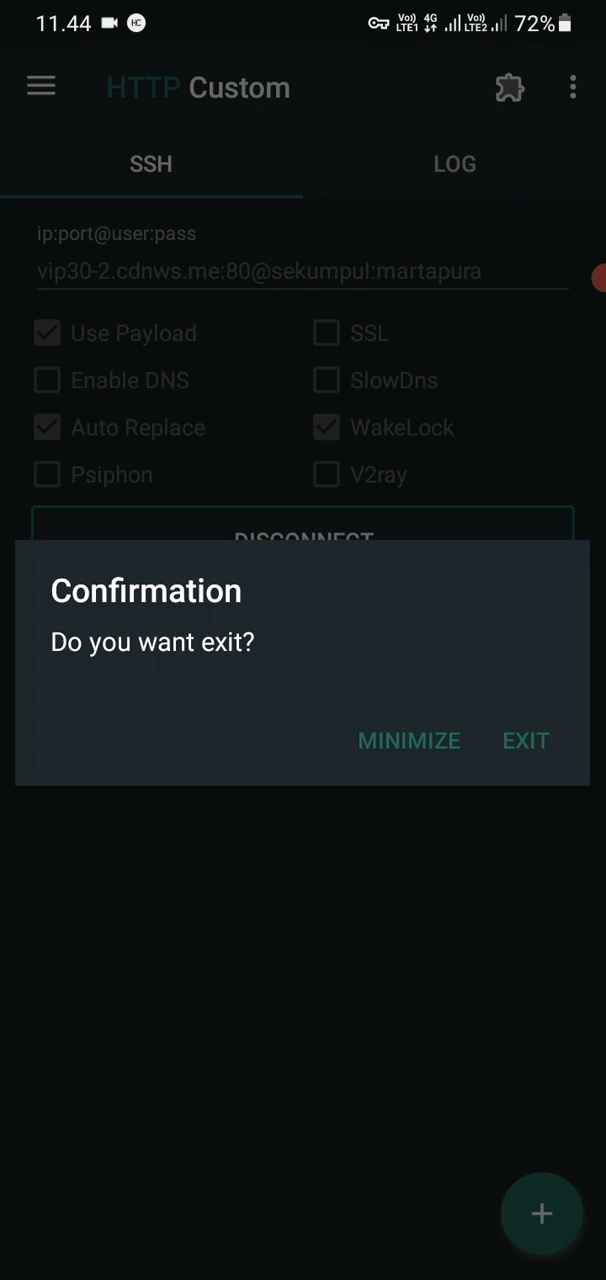 11.44 HC Vo) LTE1 4G Vo) LTE2 72%
HTTP Custom
SSH LOG
ip:port@user:pass
vip30-2.cdnws.me:80@sekumpul:martapura
Use Payload SSL
Enable DNS SlowDns
Auto Replace WakeLock
Psiphon V2ray
DISCONNECT
Confirmation
Do you want exit?
MINIMIZE EXIT
+